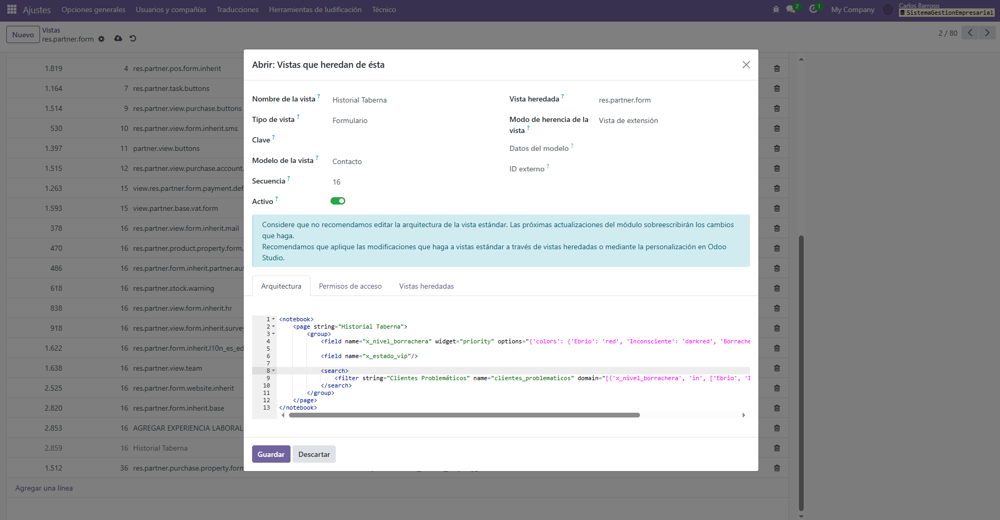 Ajustes Opciones generales Usuarios y compañías Traducciones Herramientas de ludificación Técnico 2 1 My Company Carlos Barroso
SistemaGestionEmpresarial
Nuevo Vistas
res.partner.form 2 / 80
Abrir: Vistas que heredan de ésta
Nombre de la vista ? Historial Taberna
Tipo de vista ? Formulario
Clave ?
Modelo de la vista ? Contacto
Secuencia ? 16
Activo ?
Vista heredada ? res.partner.form
Modo de herencia de la vista ? Vista de extensión
Datos del modelo ?
ID externo ?
Considere que no recomendamos editar la arquitectura de la vista estándar. Las próximas actualizaciones del módulo sobreescribirán los cambios
que haga.
Recomendamos que aplique las modificaciones que haga a vistas estándar a través de vistas heredadas o mediante la personalización en Odoo
Studio.
Arquitectura Permisos de acceso Vistas heredadas
1 <notebook>
2 <page string="Historial Taberna">
3 <group>
4 <field name="x_nivel_borrachera" widget="priority" options="{'colors': {'Ebrio': 'red', 'Inconsciente': 'darkred', 'Borrache
5
6 <field name="x_estado_vip"/>
7
8 <search>
9 <filter string="Clientes Problemáticos" name="clientes_problematicos" domain="[('x_nivel_borrachera', 'in', ['Ebrio', 'I
10 </search>
11 </group>
12 </page>
13 </notebook>
Guardar Descartar
1.819 4 res.partner.pos.form.inherit
1.164 7 res.partner.task.buttons
1.514 9 res.partner.view.purchase.buttons
530 10 res.partner.view.form.inherit.sms
1.397 11 partner.view.buttons
1.515 12 res.partner.view.purchase.account.
1.263 15 view.res.partner.form.payment.def
1.593 15 view.partner.base.vat.form
378 16 res.partner.view.form.inherit.mail
470 16 res.partner.product.property.form.
486 16 res.partner.form.inherit.partner.aut
618 16 res.partner.stock.warning
838 16 res.partner.view.form.inherit.hr
918 16 res.partner.view.form.inherit.survey
1.622 16 res.partner.form.inherit.l10n_es_ed
1.638 16 res.partner.view.team
2.525 16 res.partner.form.website.inherit
2.820 16 res.partner.form.inherit.base
2.853 16 AGREGAR EXPERIENCIA LABORAL
2.859 16 Historial Taberna
1.512 36 res.partner.purchase.property.form
Agregar una línea